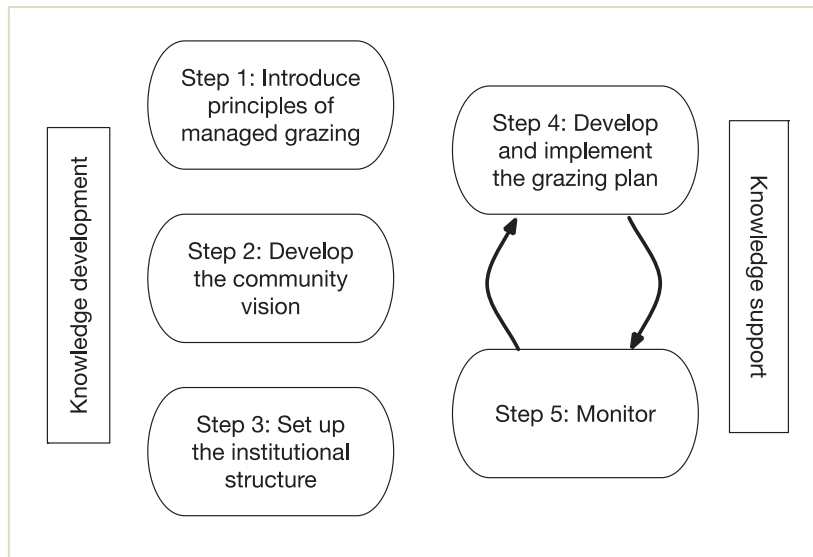 Knowledge development
Step 1: Introduce
principles of
managed grazing
Step 2: Develop
the community
vision
Step 3: Set up
the institutional
structure
Step 4: Develop
and implement
the grazing plan
Step 5: Monitor
Knowledge support